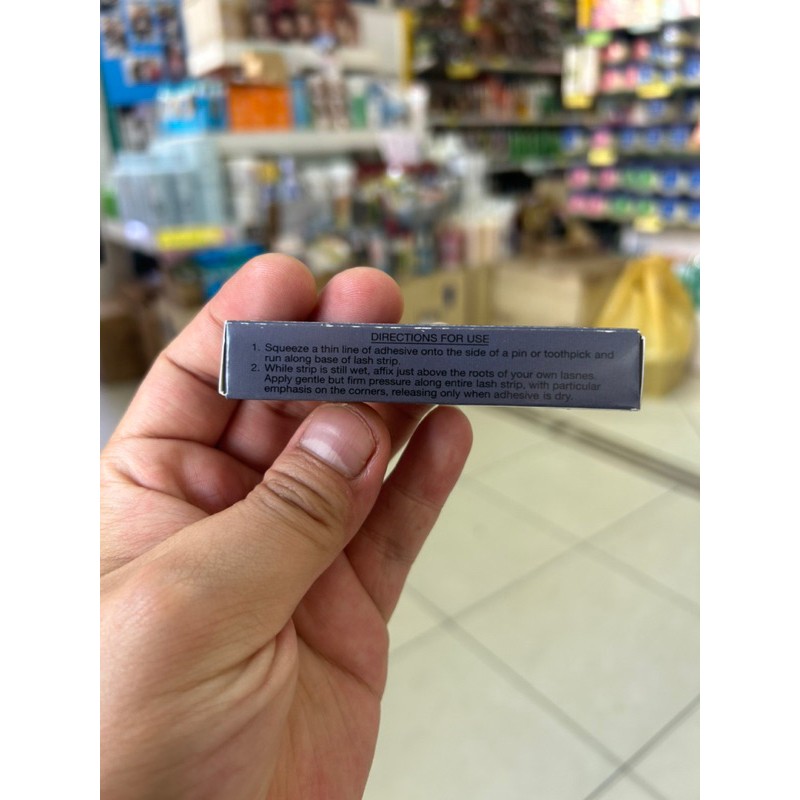 DIRECTIONS FOR USE
1. Squeeze a thin line of adhesive onto the side of a pin or toothpick and
run along base of lash strip.
2. While strip is still wet, affix just above the roots of your own lasnes.
Apply gentle but firm pressure along entire lash strip, with particular
emphasis on the corners, releasing only when adhesive is dry.